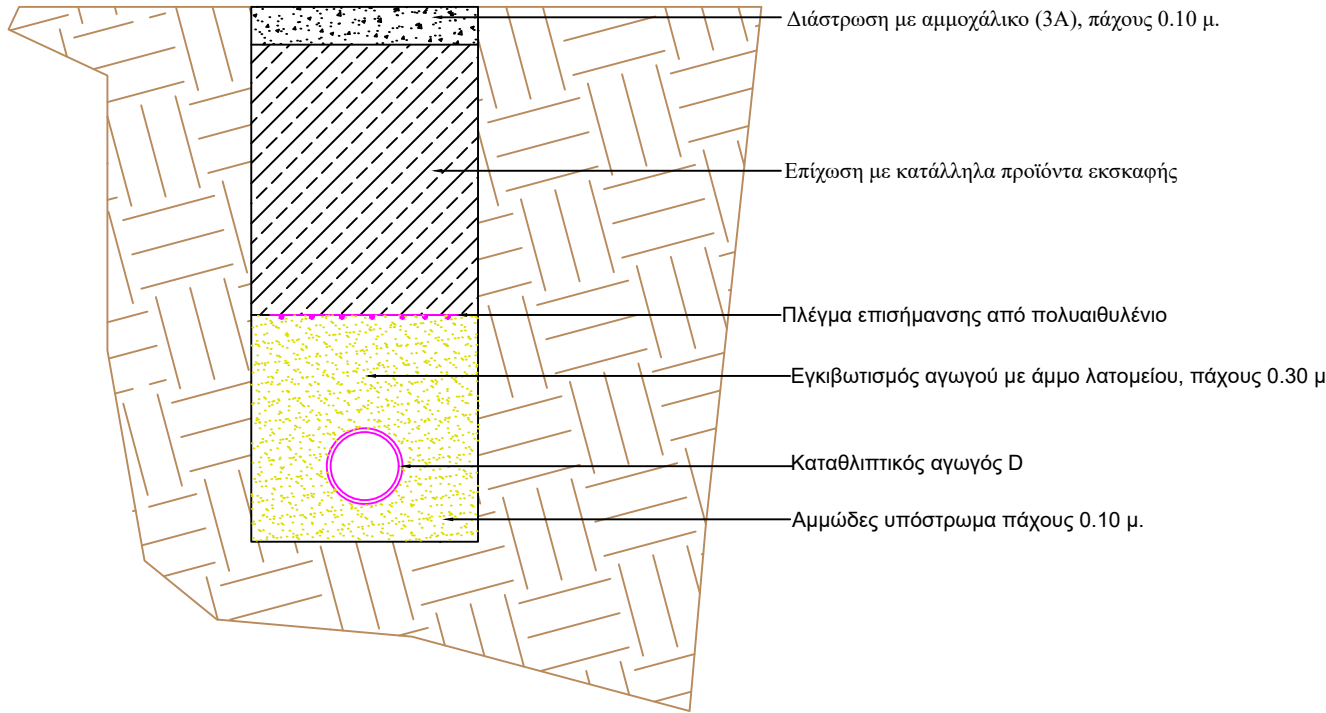 Διάστρωση με αμμοχάλικο (3Α), πάχους 0.10 μ.
Επίχωση με κατάλληλα προϊόντα εκσκαφής
Πλέγμα επισήμανσης από πολυαιθυλένιο
Εγκιβωτισμός αγωγού με άμμο λατομείου, πάχους 0.30 μ
Καταθλιπτικός αγωγός D
Αμμώδες υπόστρωμα πάχους 0.10 μ.